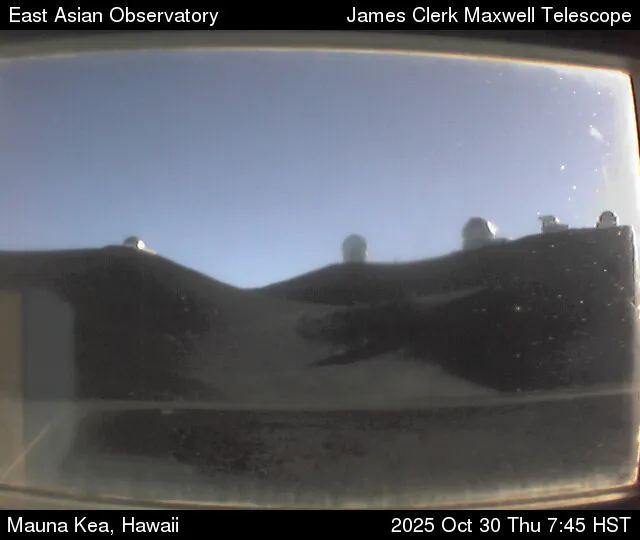 East Asian Observatory
James Clerk Maxwell Telescope
Mauna Kea, Hawaii
2025 Oct 30 Thu 7:45 HST